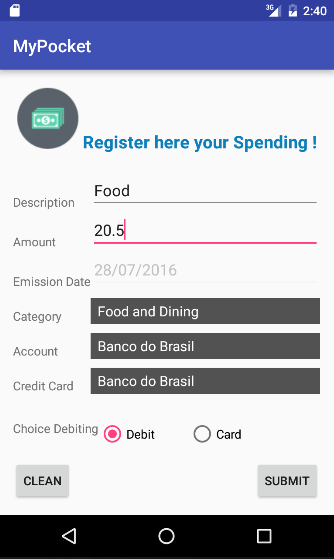 3G 2:40
MyPocket
Register here your Spending !
Description Food
Amount 20.5
Emission Date 28/07/2016
Category Food and Dining
Account Banco do Brasil
Credit Card Banco do Brasil
Choice Debiting Debit Card
CLEAN SUBMIT